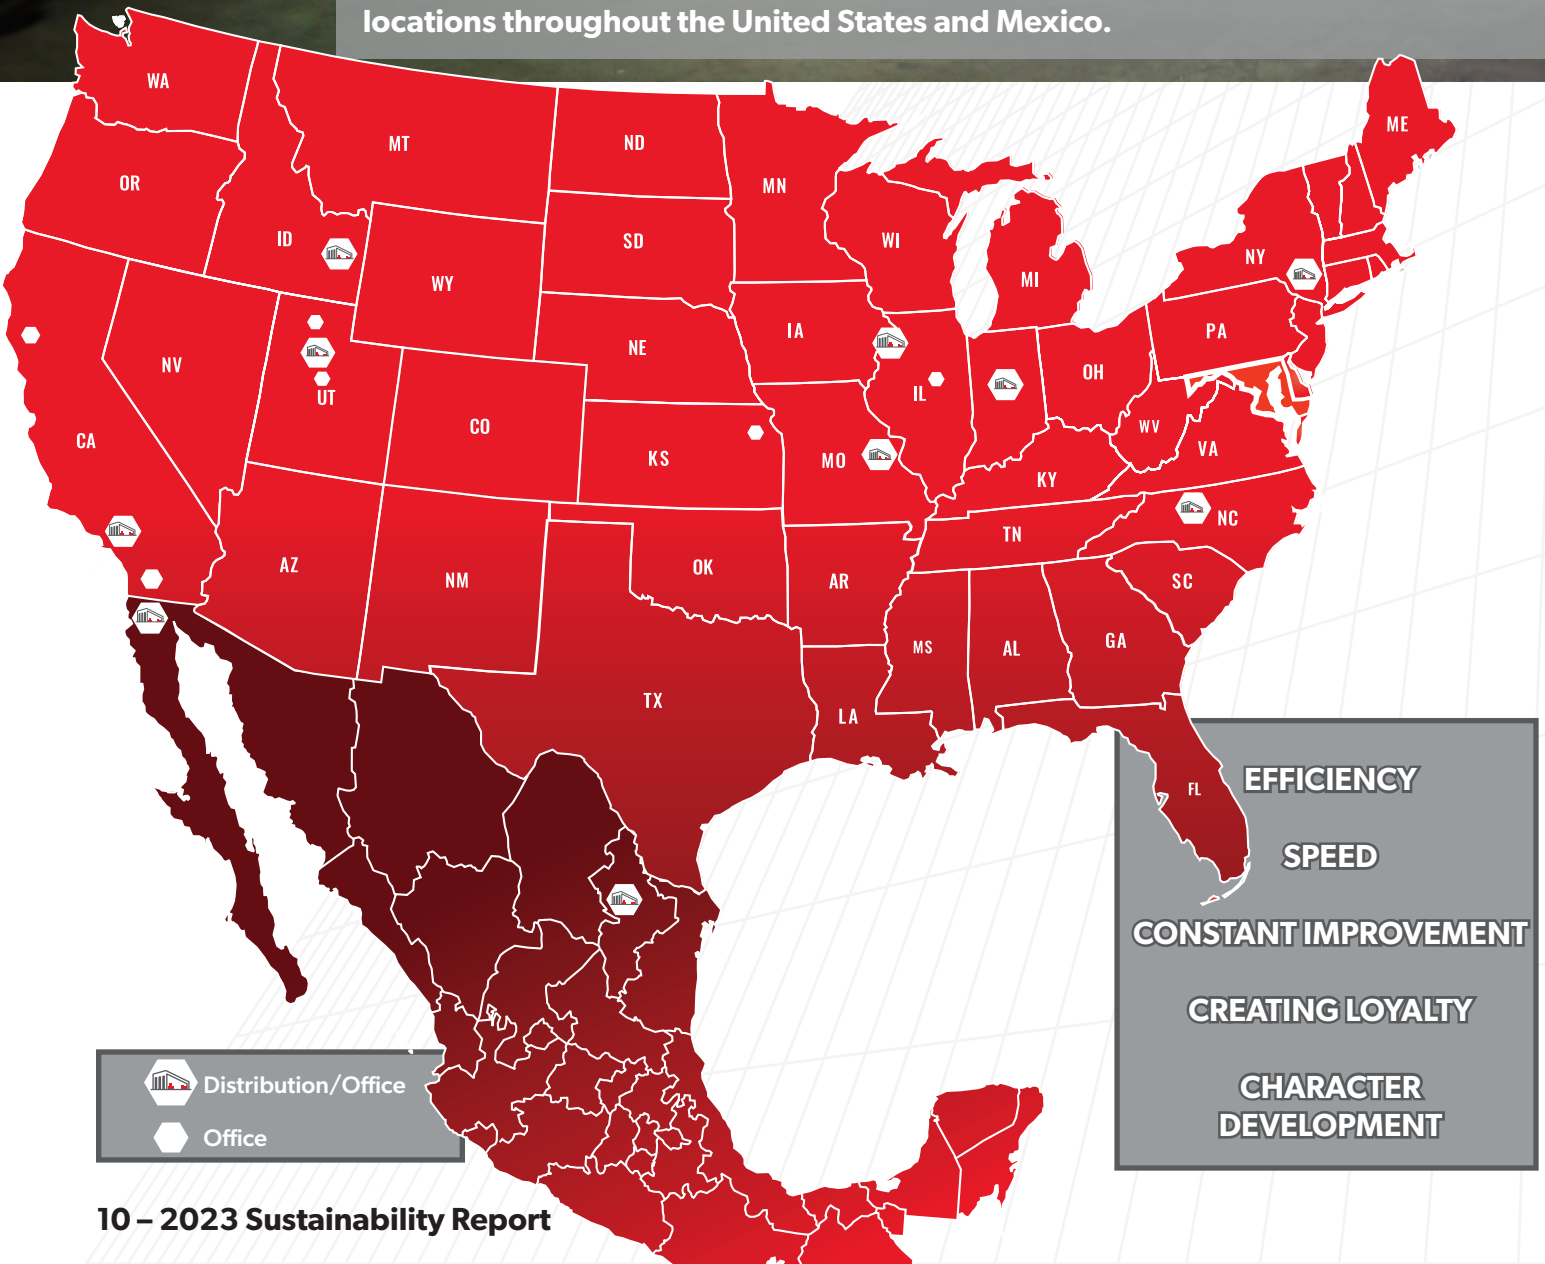 locations throughout the United States and Mexico.
WA
MT
ND
MN
ME
OR
ID
SD
WI
MI
NY
WY
IA
PA
NV
UT
NE
IL
OH
CA
CO
KS
MO
WV
VA
KY
NC
AZ
NM
OK
AR
TN
SC
MS
AL
GA
TX
LA
FL
EFFICIENCY
SPEED
CONSTANT IMPROVEMENT
CREATING LOYALTY
CHARACTER
DEVELOPMENT
Distribution/Office
Office
10 – 2023 Sustainability Report